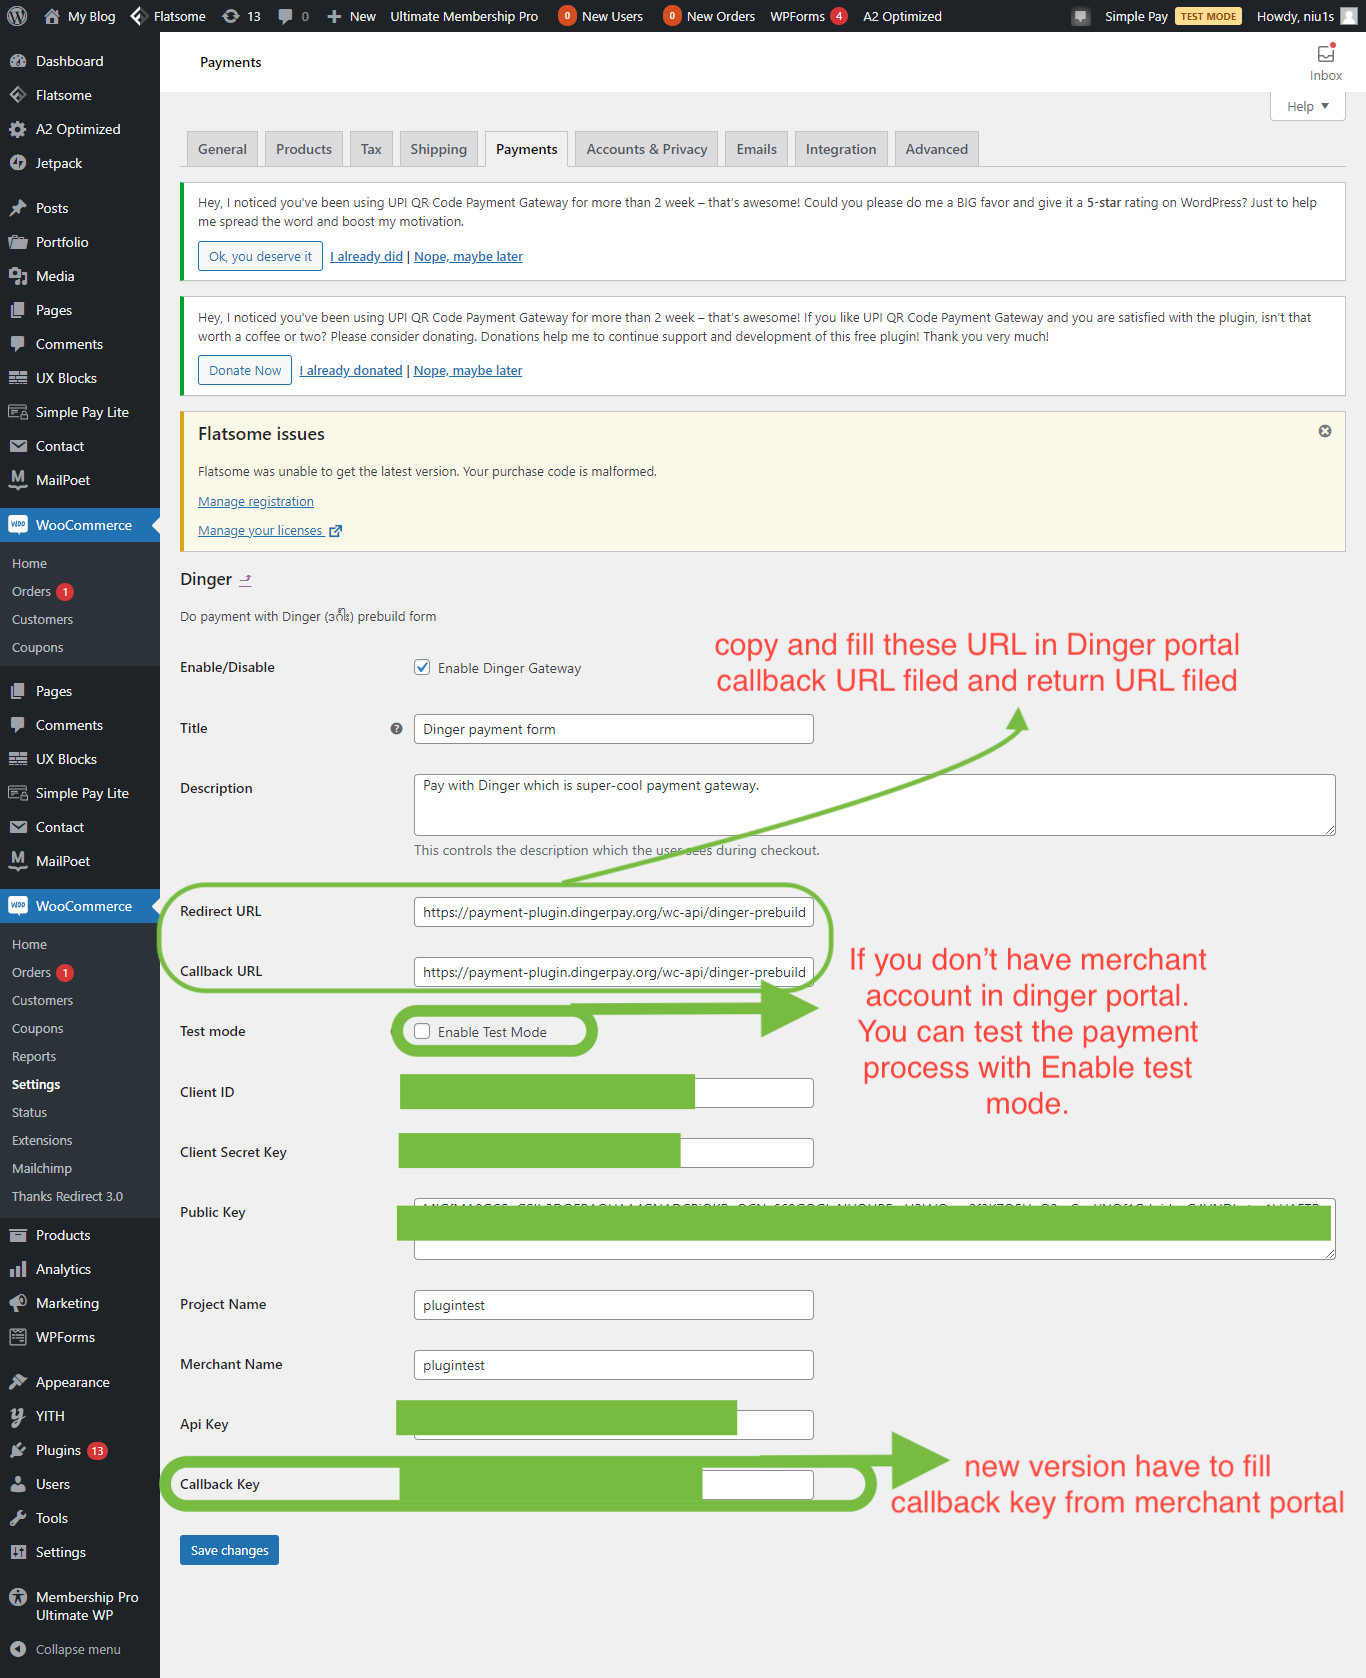 My Blog Flatsome 13 0 New Ultimate Membership Pro 0 New Users 0 New Orders WPForms 4 A2 Optimized Simple Pay TEST MODE Howdy, niu1s
Dashboard
Flatsome
A2 Optimized
Jetpack
Posts
Portfolio
Media
Pages
Comments
UX Blocks
Simple Pay Lite
Contact
MailPoet
WooCommerce
Home
Orders 1
Customers
Coupons
Pages
Comments
UX Blocks
Simple Pay Lite
Contact
MailPoet
WooCommerce
Home
Orders 1
Customers
Coupons
Reports
Settings
Status
Extensions
Mailchimp
Thanks Redirect 3.0
Products
Analytics
Marketing
WPForms
Appearance
YITH
Plugins 13
Users
Tools
Settings
Membership Pro
Ultimate WP
Collapse menu
Payments
Inbox
Help
General Products Tax Shipping Payments Accounts & Privacy Emails Integration Advanced
Hey, I noticed you've been using UPI QR Code Payment Gateway for more than 2 week – that's awesome! Could you please do me a BIG favor and give it a 5-star rating on WordPress? Just to help
me spread the word and boost my motivation.
Ok, you deserve it I already did | Nope, maybe later
Hey, I noticed you've been using UPI QR Code Payment Gateway for more than 2 week – that's awesome! If you like UPI QR Code Payment Gateway and you are satisfied with the plugin, isn't that
worth a coffee or two? Please consider donating. Donations help me to continue support and development of this free plugin! Thank you very much!
Donate Now I already donated | Nope, maybe later
Flatsome issues
Flatsome was unable to get the latest version. Your purchase code is malformed.
Manage registration
Manage your licenses
Dinger
Do payment with Dinger (ဒင်္ါး) prebuild form
copy and fill these URL in Dinger portal
callback URL filed and return URL filed
Enable/Disable Enable Dinger Gateway
Title Dinger payment form
Description Pay with Dinger which is super-cool payment gateway.
This controls the description which the user sees during checkout.
Redirect URL https://payment-plugin.dingerpay.org/wc-api/dinger-prebuild
Callback URL https://payment-plugin.dingerpay.org/wc-api/dinger-prebuild
If you don't have merchant
account in dinger portal.
You can test the payment
process with Enable test
mode.
Test mode Enable Test Mode
Client ID
Client Secret Key
Public Key
Project Name plugintest
Merchant Name plugintest
Api Key
Callback Key
new version have to fill
callback key from merchant portal
Save changes